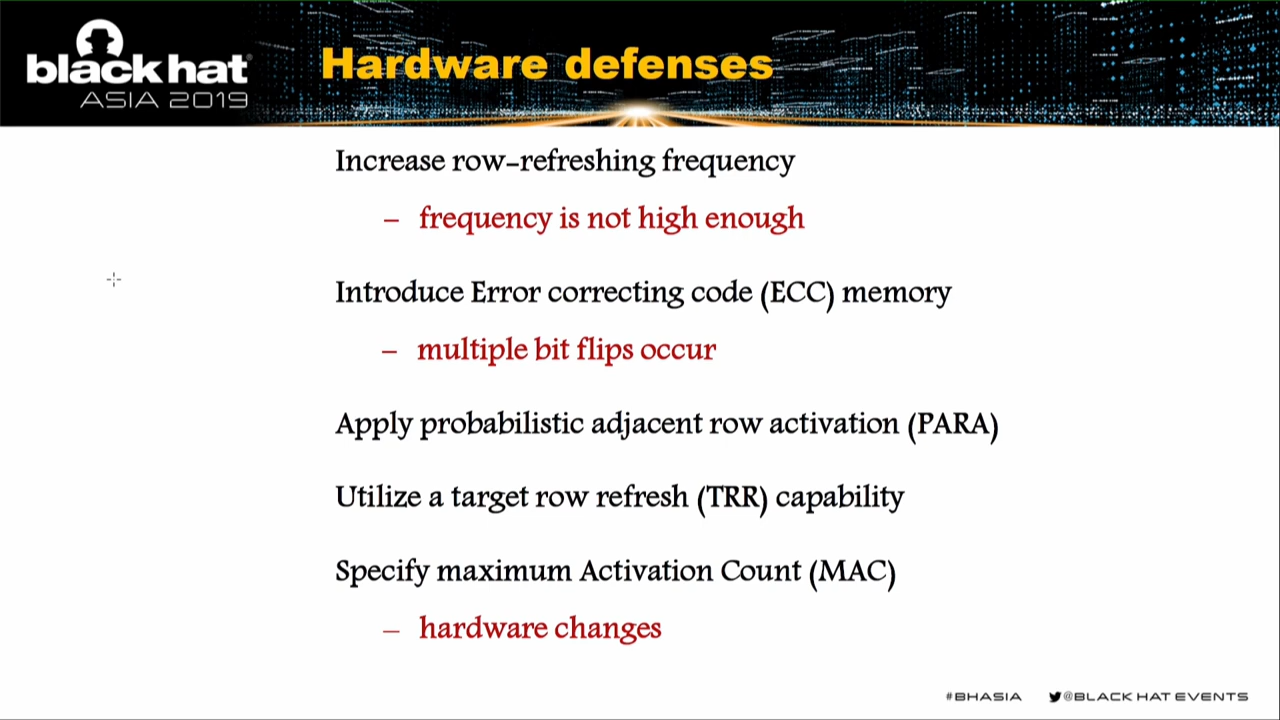 black hat
ASIA 2019
Hardware defenses
Increase row-refreshing frequency
– frequency is not high enough
Introduce Error correcting code (ECC) memory
– multiple bit flips occur
Apply probabilistic adjacent row activation (PARA)
Utilize a target row refresh (TRR) capability
Specify maximum Activation Count (MAC)
– hardware changes
#BHASIA @BLACK HAT EVENTS